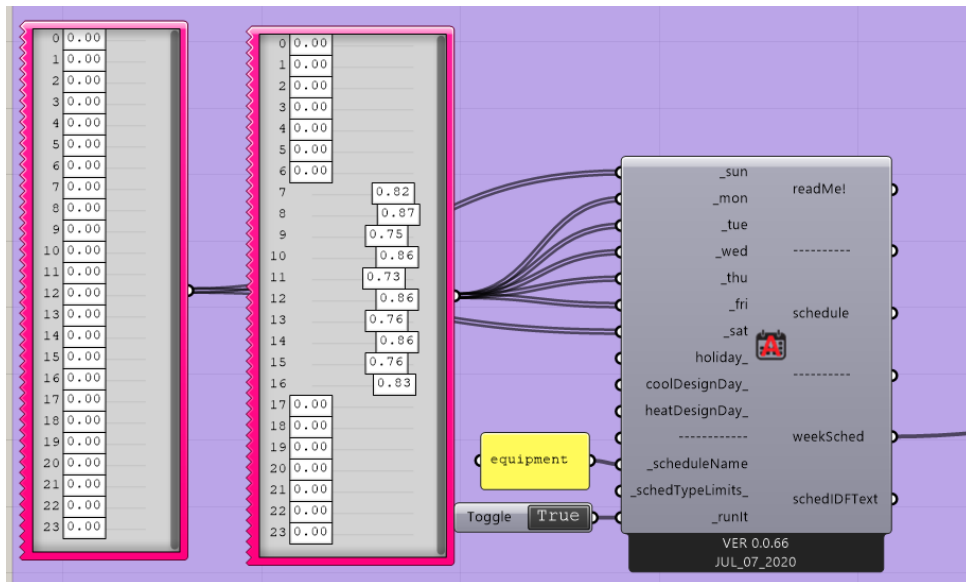 0 0.00
1 0.00
2 0.00
3 0.00
4 0.00
5 0.00
6 0.00
7 0.00
8 0.00
9 0.00
10 0.00
11 0.00
12 0.00
13 0.00
14 0.00
15 0.00
16 0.00
17 0.00
18 0.00
19 0.00
20 0.00
21 0.00
22 0.00
23 0.00
0 0.00
1 0.00
2 0.00
3 0.00
4 0.00
5 0.00
6 0.00
7 0.82
8 0.87
9 0.75
10 0.86
11 0.73
12 0.86
13 0.76
14 0.86
15 0.76
16 0.83
17 0.00
18 0.00
19 0.00
20 0.00
21 0.00
22 0.00
23 0.00
equipment
Toggle True
_sun
_mon
_tue
_wed
_thu
_fri
_sat
holiday_
coolDesignDay_
heatDesignDay_
------------
_scheduleName
_schedTypeLimits_
_runIt
A
readMe!
---------
schedule
---------
weekSched
schedIDFText
VER 0.0.66
JUL_07_2020